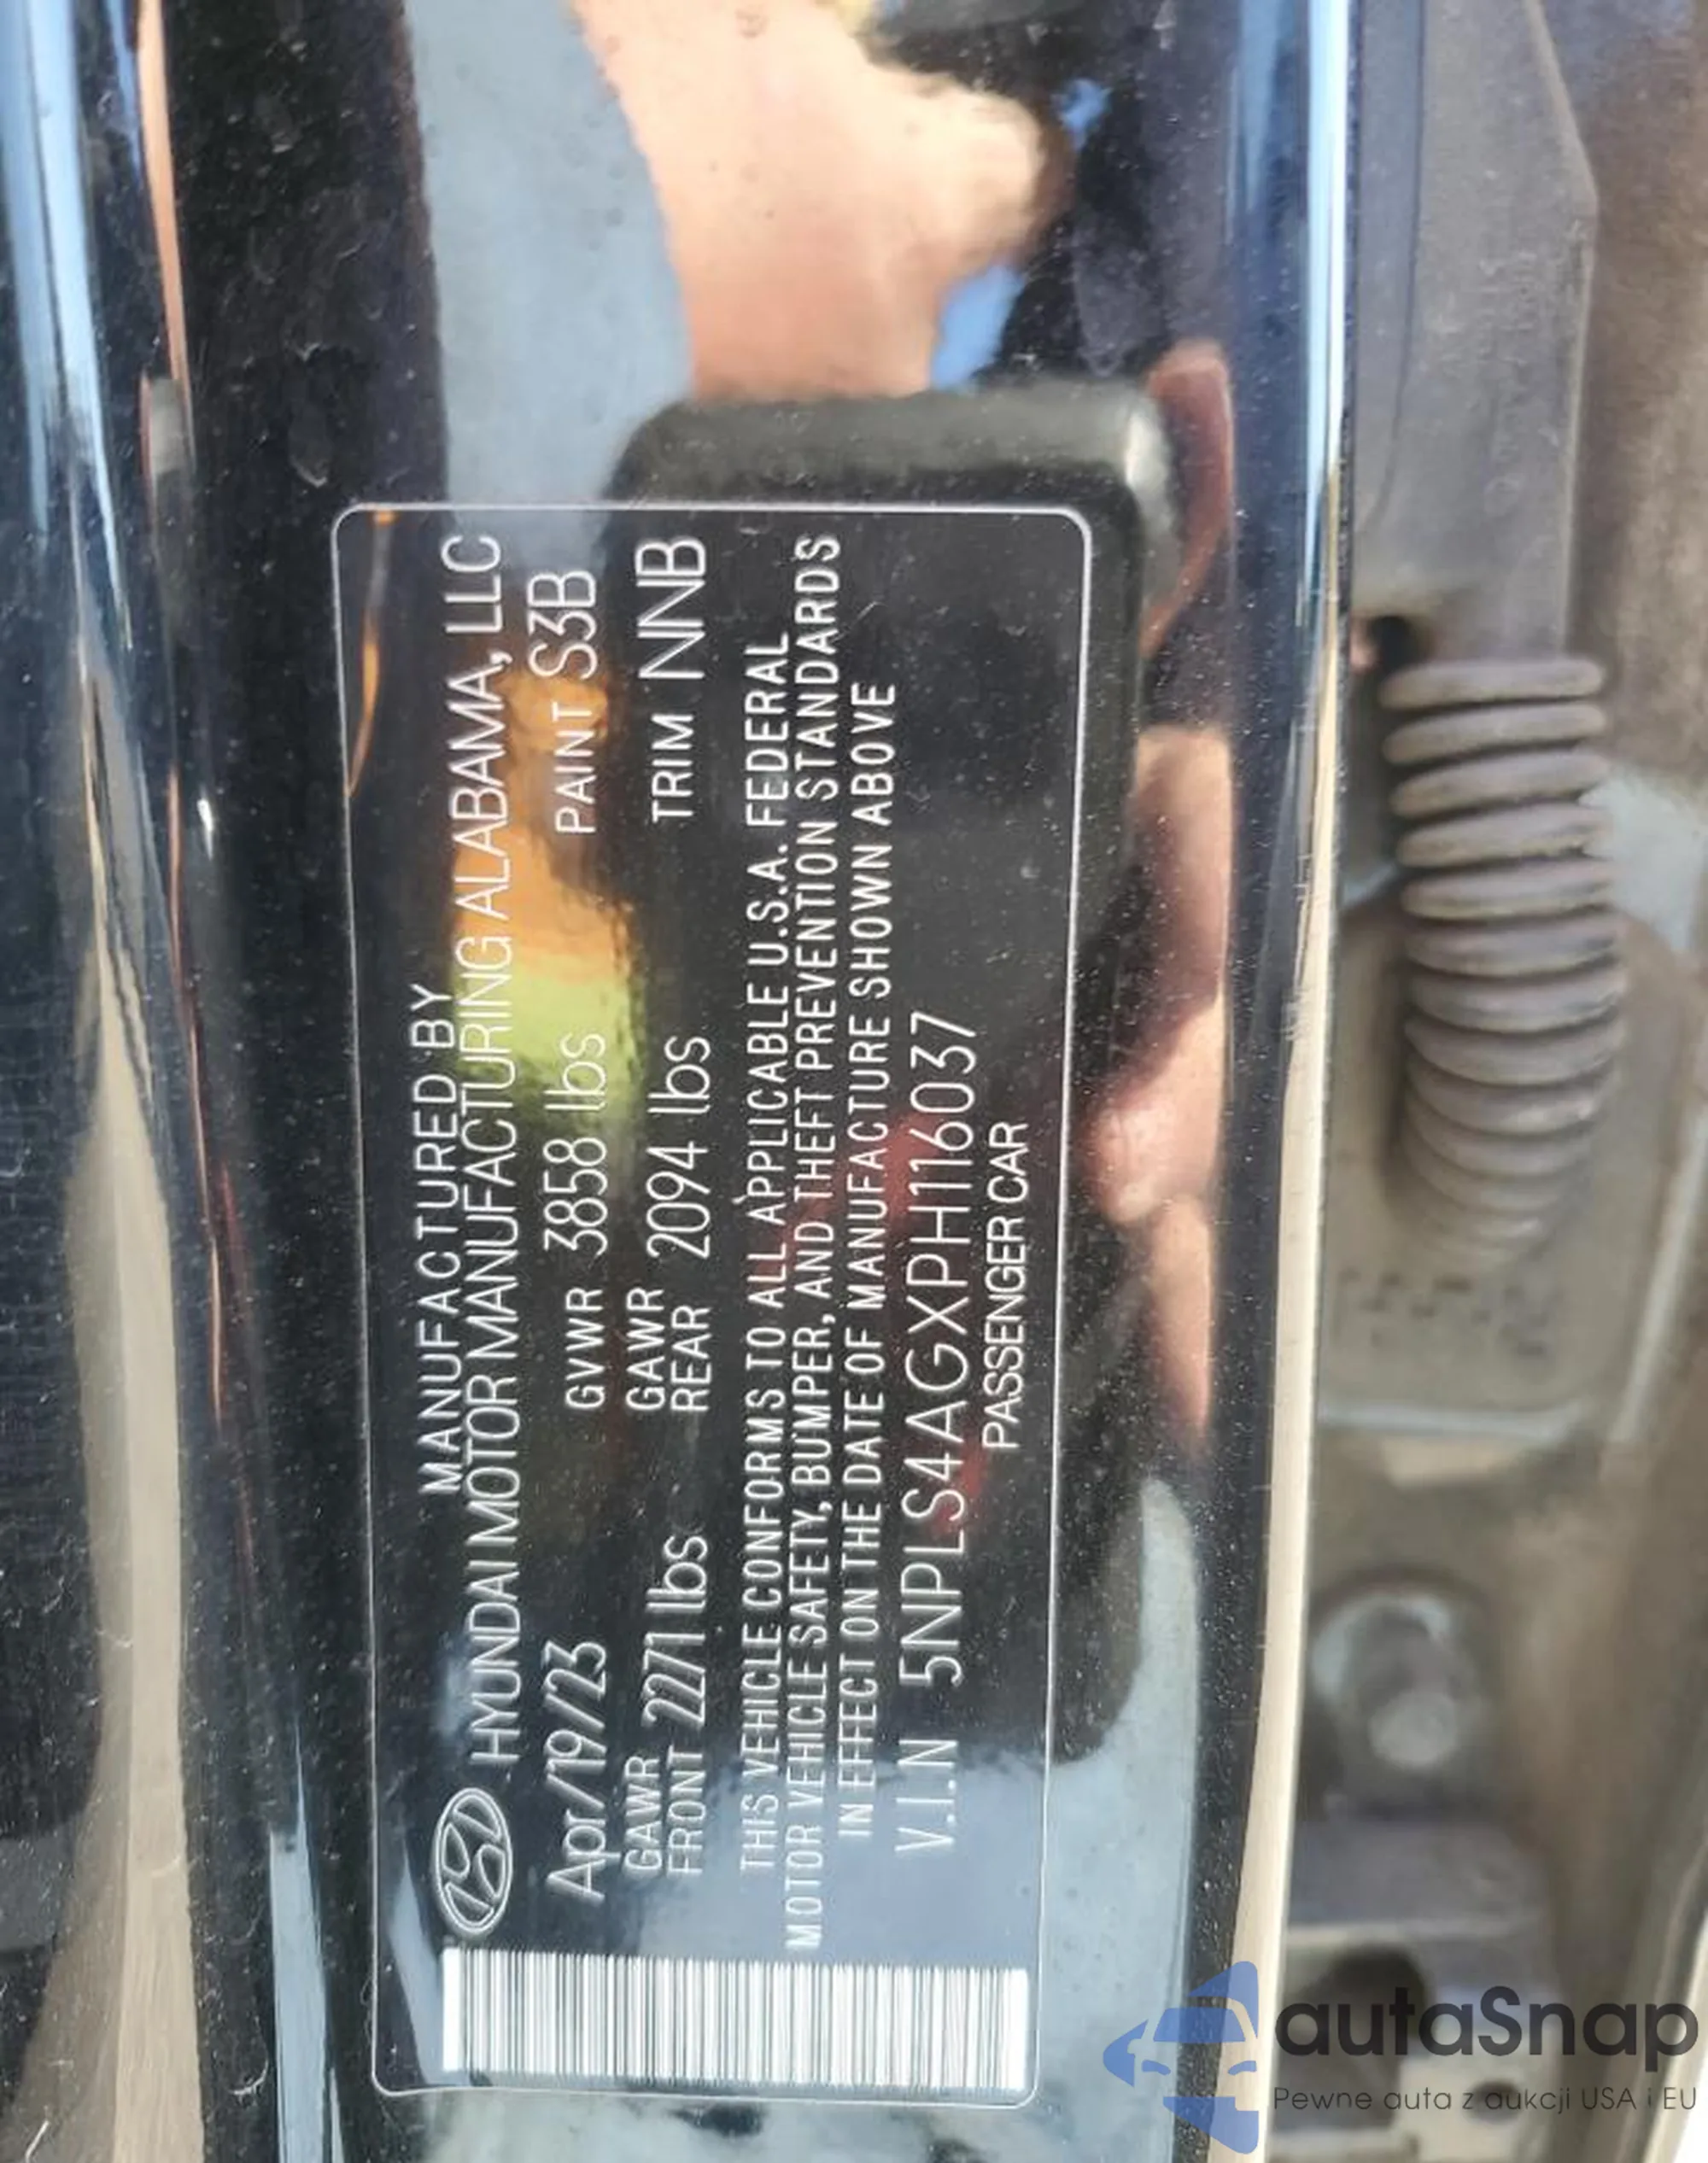 MANUFACTURED BY
HYUNDAI MOTOR MANUFACTURING ALABAMA, LLC
Apr/19/23 GVWR 3858 lbs PAINT S3B
GAWR FRONT 2271 lbs GAWR REAR 2094 lbs TRIM NNB
THIS VEHICLE CONFORMS TO ALL APPLICABLE U.S.A. FEDERAL
MOTOR VEHICLE SAFETY, BUMPER, AND THEFT PREVENTION STANDARDS
IN EFFECT ON THE DATE OF MANUFACTURE SHOWN ABOVE
V.I.N 5NPLS4AGXPH116037
PASSENGER CAR
autaSnap
Pewne auta z aukcji USA i EU